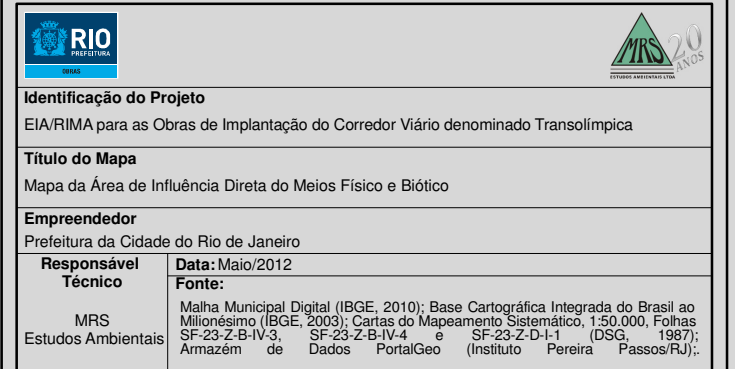 RIO
PREFEITURA
OBRAS
MRS
20
ANOS
ESTUDOS AMBIENTAIS LTDA
Identificação do Projeto
EIA/RIMA para as Obras de Implantação do Corredor Viário denominado Transolímpica
Título do Mapa
Mapa da Área de Influência Direta do Meios Físico e Biótico
Empreendedor
Prefeitura da Cidade do Rio de Janeiro
Responsável
Técnico
MRS
Estudos Ambientais
Data: Maio/2012
Fonte:
Malha Municipal Digital (IBGE, 2010); Base Cartográfica Integrada do Brasil ao
Milionésimo (IBGE, 2003); Cartas do Mapeamento Sistemático, 1:50.000, Folhas
SF-23-Z-B-IV-3, SF-23-Z-B-IV-4 e SF-23-Z-D-I-1 (DSG, 1987);
Armazém de Dados PortalGeo (Instituto Pereira Passos/RJ);.